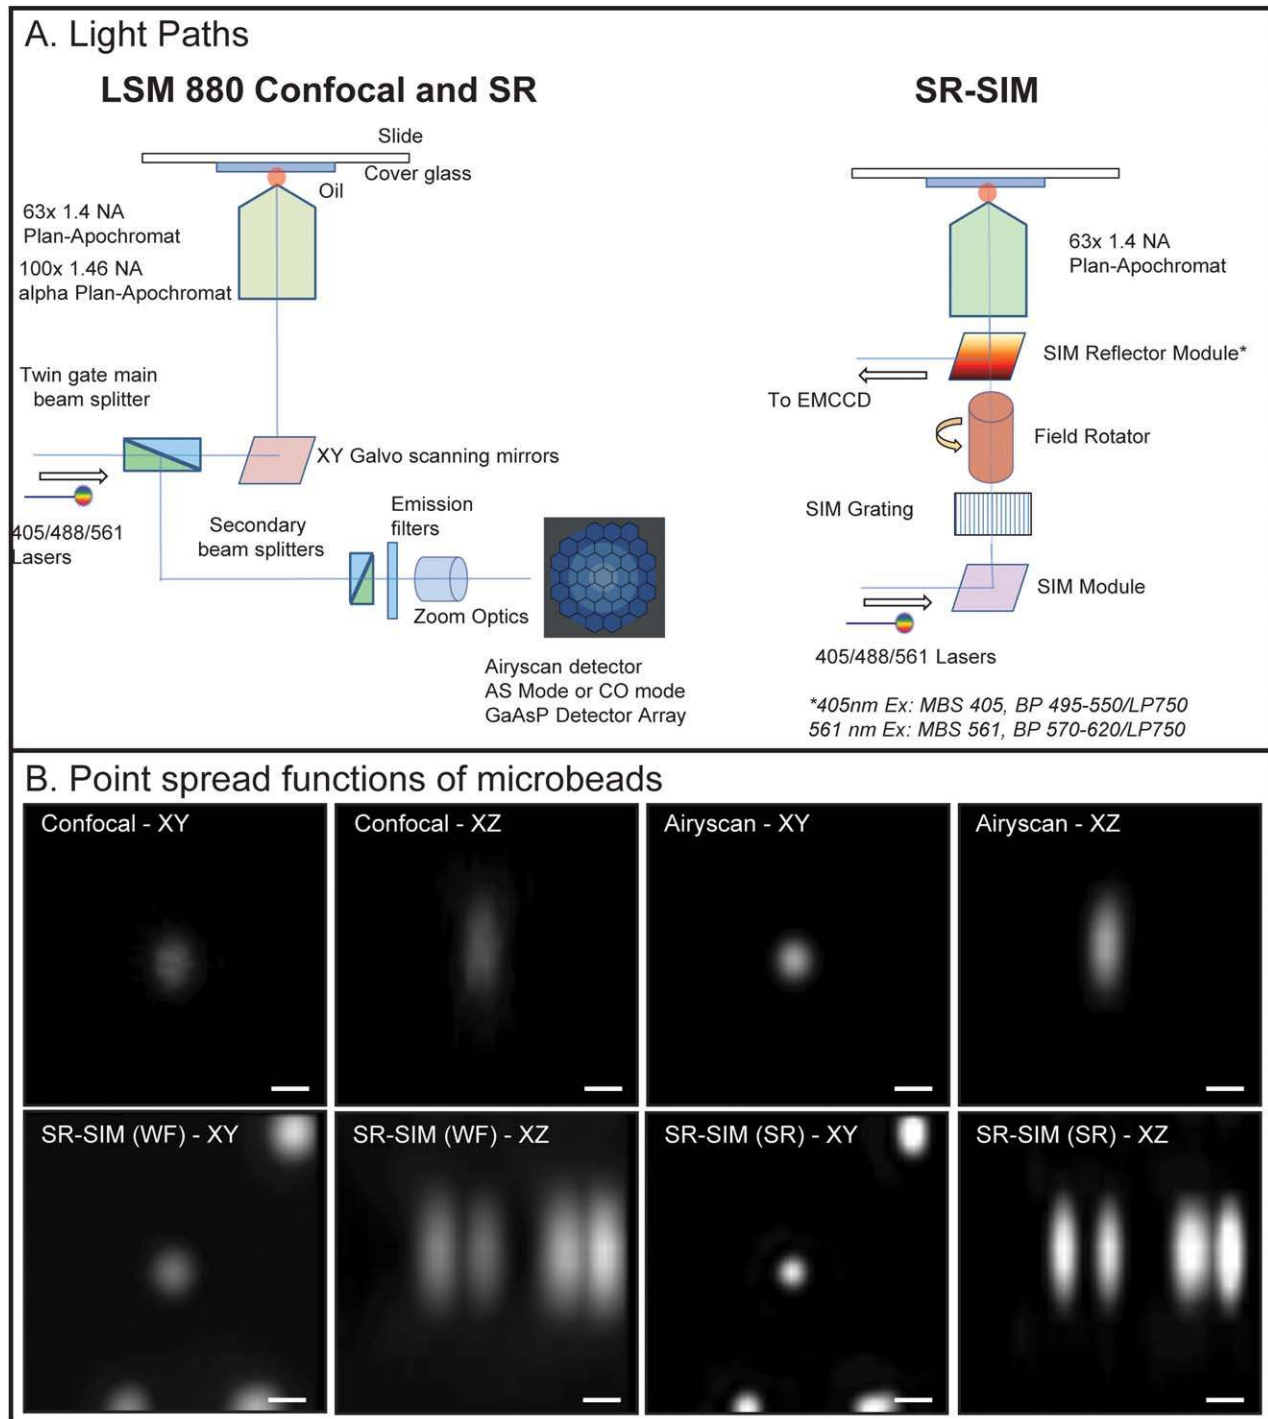 A. Light Paths
LSM 880 Confocal and SR
Slide
Cover glass
Oil
63x 1.4 NA
Plan-Apochromat
100x 1.46 NA
alpha Plan-Apochromat
Twin gate main
beam splitter
XY Galvo scanning mirrors
405/488/561
Lasers
Secondary
beam splitters
Emission
filters
Zoom Optics
Airyscan detector
AS Mode or CO mode
GaAsP Detector Array
SR-SIM
63x 1.4 NA
Plan-Apochromat
SIM Reflector Module*
To EMCCD
Field Rotator
SIM Grating
SIM Module
405/488/561 Lasers
*405nm Ex: MBS 405, BP 495-550/LP750
561 nm Ex: MBS 561, BP 570-620/LP750
B. Point spread functions of microbeads
Confocal - XY
Confocal - XZ
Airyscan - XY
Airyscan - XZ
SR-SIM (WF) - XY
SR-SIM (WF) - XZ
SR-SIM (SR) - XY
SR-SIM (SR) - XZ